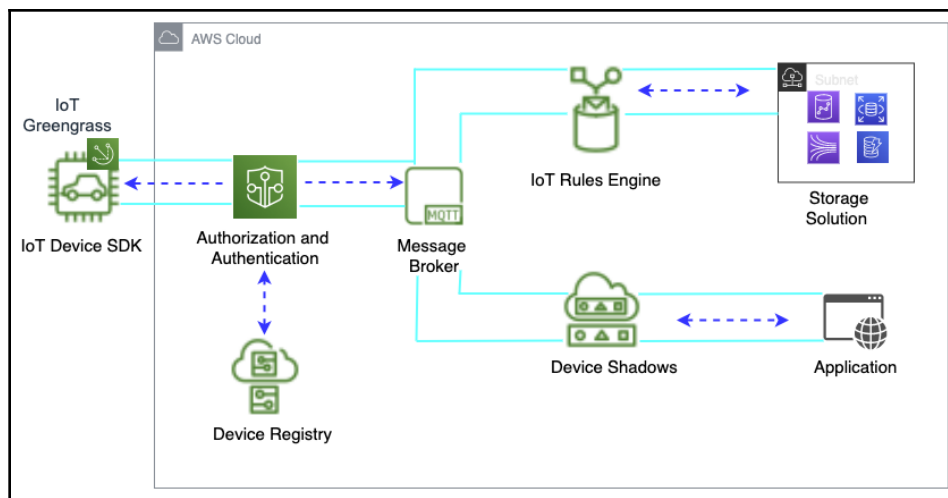 AWS Cloud
IoT
Greengrass
IoT Device SDK
Authorization and
Authentication
Device Registry
MQTT
Message
Broker
IoT Rules Engine
Subnet
Storage
Solution
Device Shadows
Application